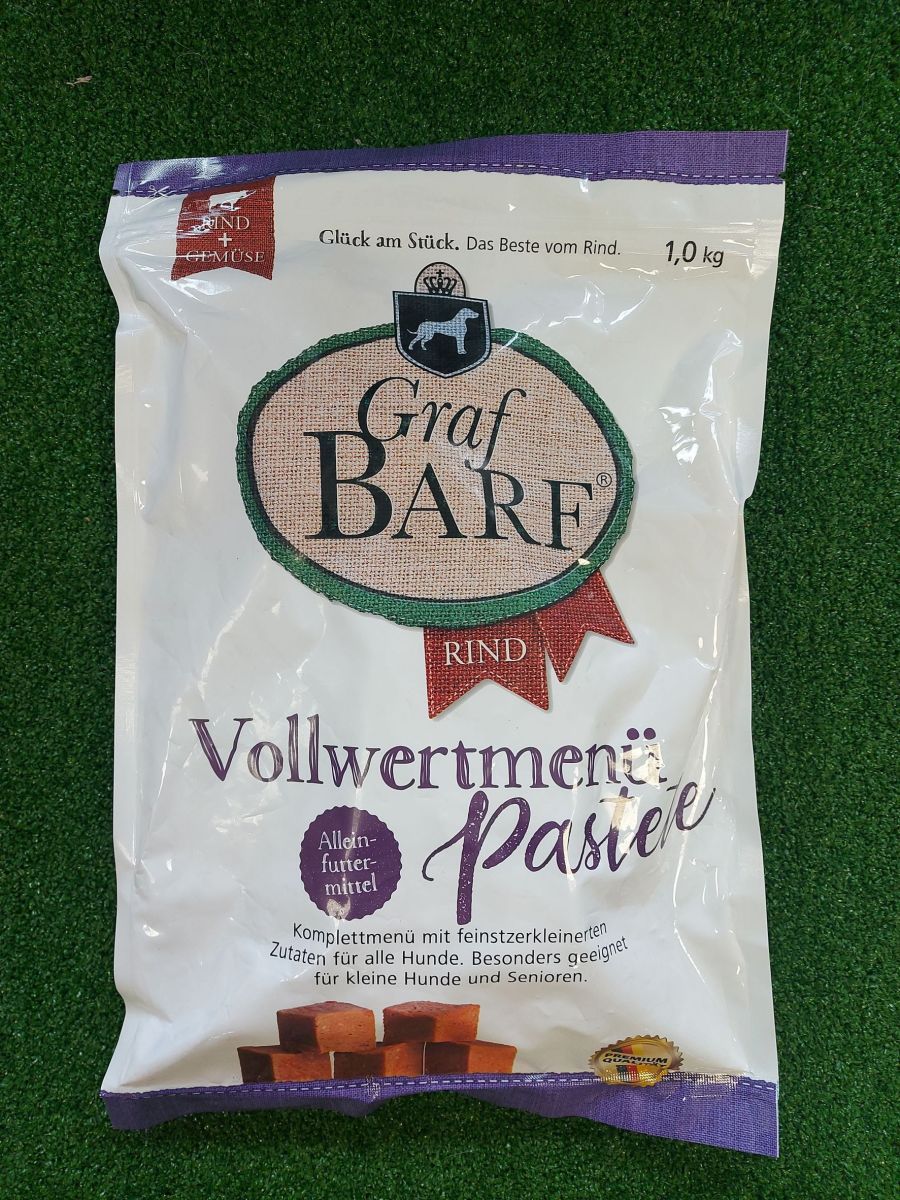 RIND
+
GEMÜSE
Glück am Stück. Das Beste vom Rind.
1,0 kg
Graf
BARF®
RIND
Vollwertmenü
Pastete
Allein-
futter-
mittel
Komplettmenü mit feinstzerkleinerten
Zutaten für alle Hunde. Besonders geeignet
für kleine Hunde und Senioren.
PREMIUM
QUALITÄT